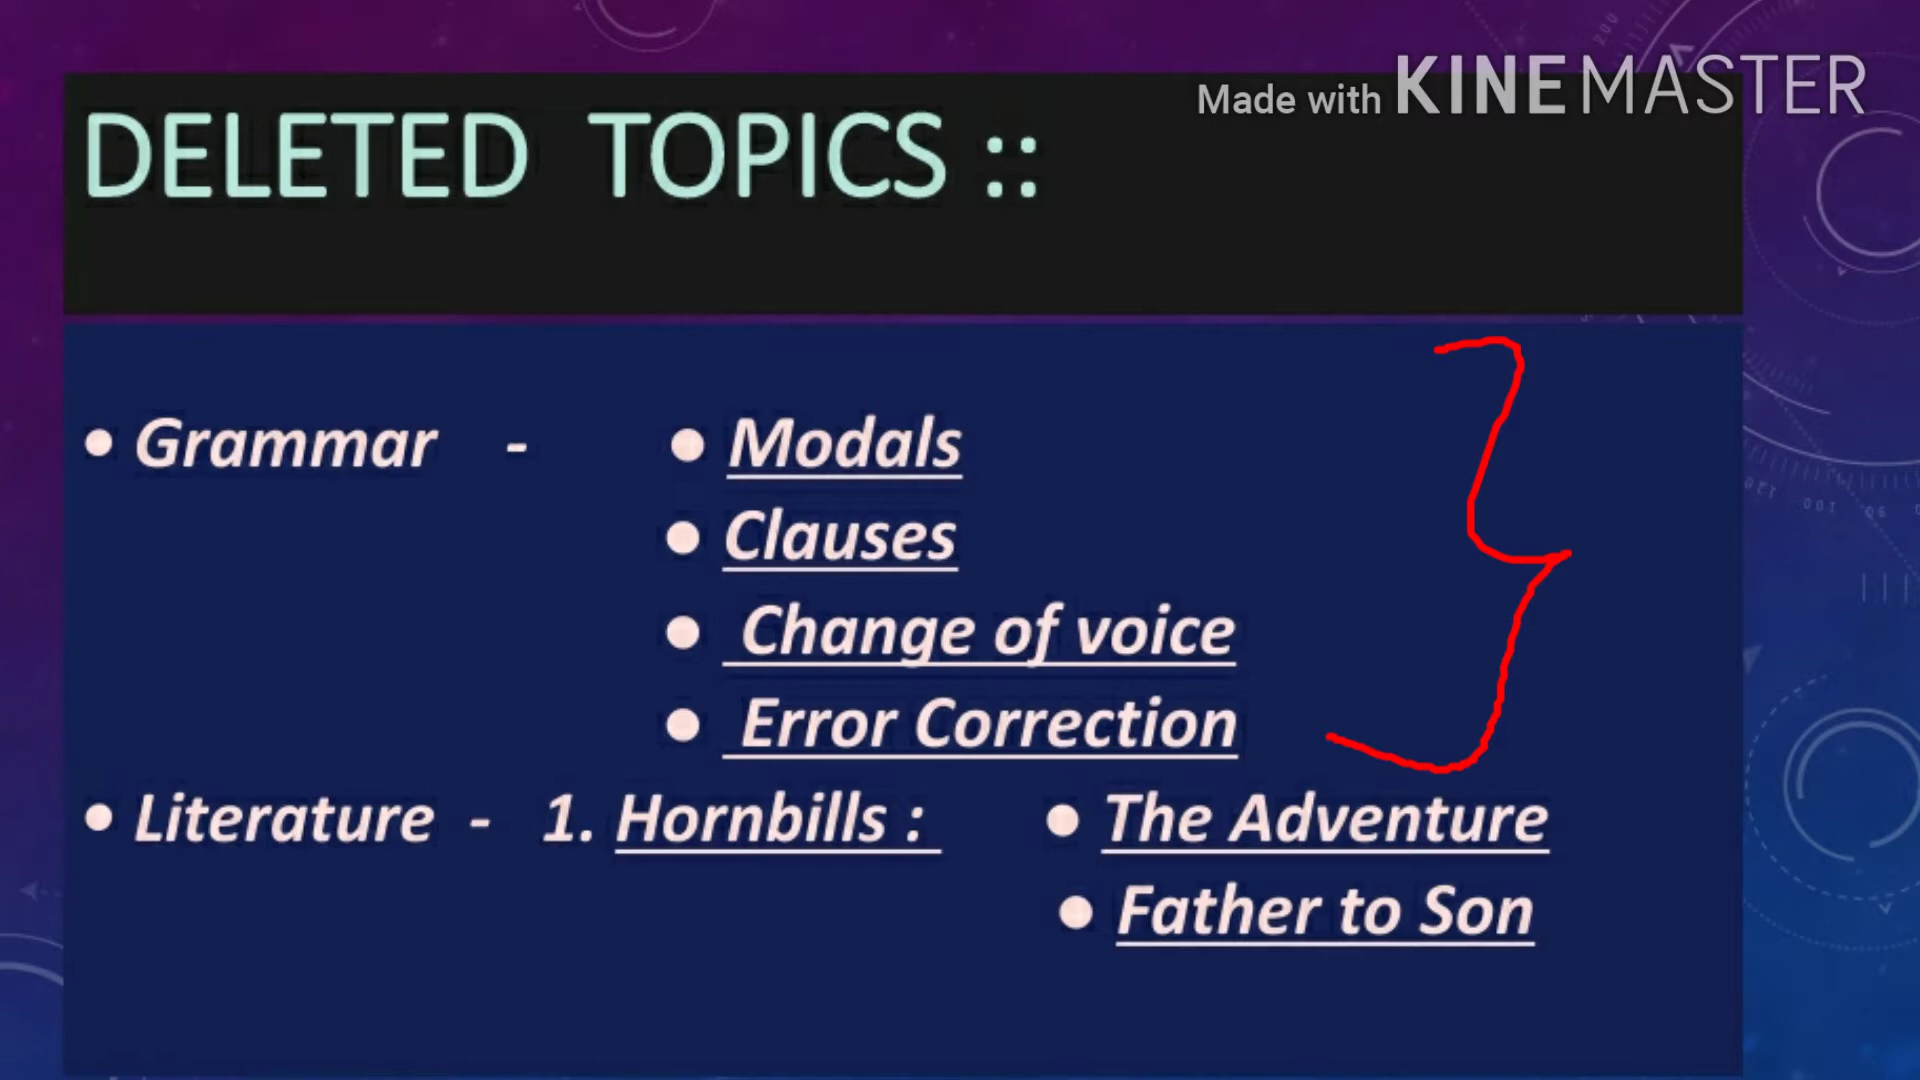 Made with KINEMASTER
DELETED TOPICS ::
• Grammar - • Modals
• Clauses
• Change of voice
• Error Correction
• Literature - 1. Hornbills : • The Adventure
• Father to Son